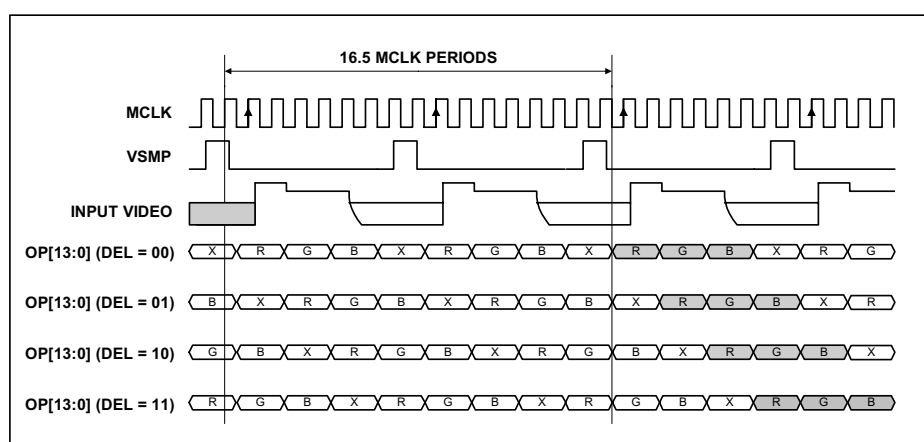 16.5 MCLK PERIODS
MCLK
VSMP
INPUT VIDEO
OP[13:0] (DEL = 00) X R G B X R G B X R G B X R G
OP[13:0] (DEL = 01) B X R G B X R G B X R G B X R
OP[13:0] (DEL = 10) G B X R G B X R G B X R G B X
OP[13:0] (DEL = 11) R G B X R G B X R G B X R G B